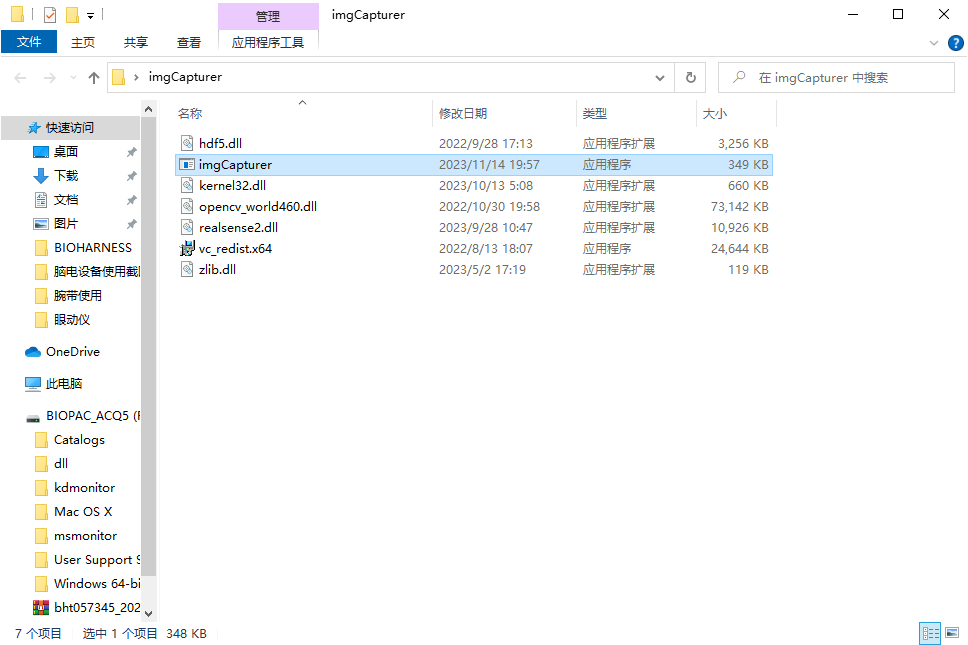 管理 imgCapturer
文件 主页 共享 查看 应用程序工具
imgCapturer 在 imgCapturer 中搜索
名称 修改日期 类型 大小
快速访问
桌面
下载
文档
图片
BIOHARNESS
脑电设备使用截
腕带使用
眼动仪
OneDrive
此电脑
BIOPAC_ACQ5 (
Catalogs
dll
kdmonitor
Mac OS X
msmonitor
User Support S
Windows 64-bi
bht057345_202
hdf5.dll 2022/9/28 17:13 应用程序扩展 3,256 KB
imgCapturer 2023/11/14 19:57 应用程序 349 KB
kernel32.dll 2023/10/13 5:08 应用程序扩展 660 KB
opencv_world460.dll 2022/10/30 19:58 应用程序扩展 73,142 KB
realsense2.dll 2023/9/28 10:47 应用程序扩展 10,926 KB
vc_redist.x64 2022/8/13 18:07 应用程序 24,644 KB
zlib.dll 2023/5/2 17:19 应用程序扩展 119 KB
7 个项目 选中 1 个项目 348 KB